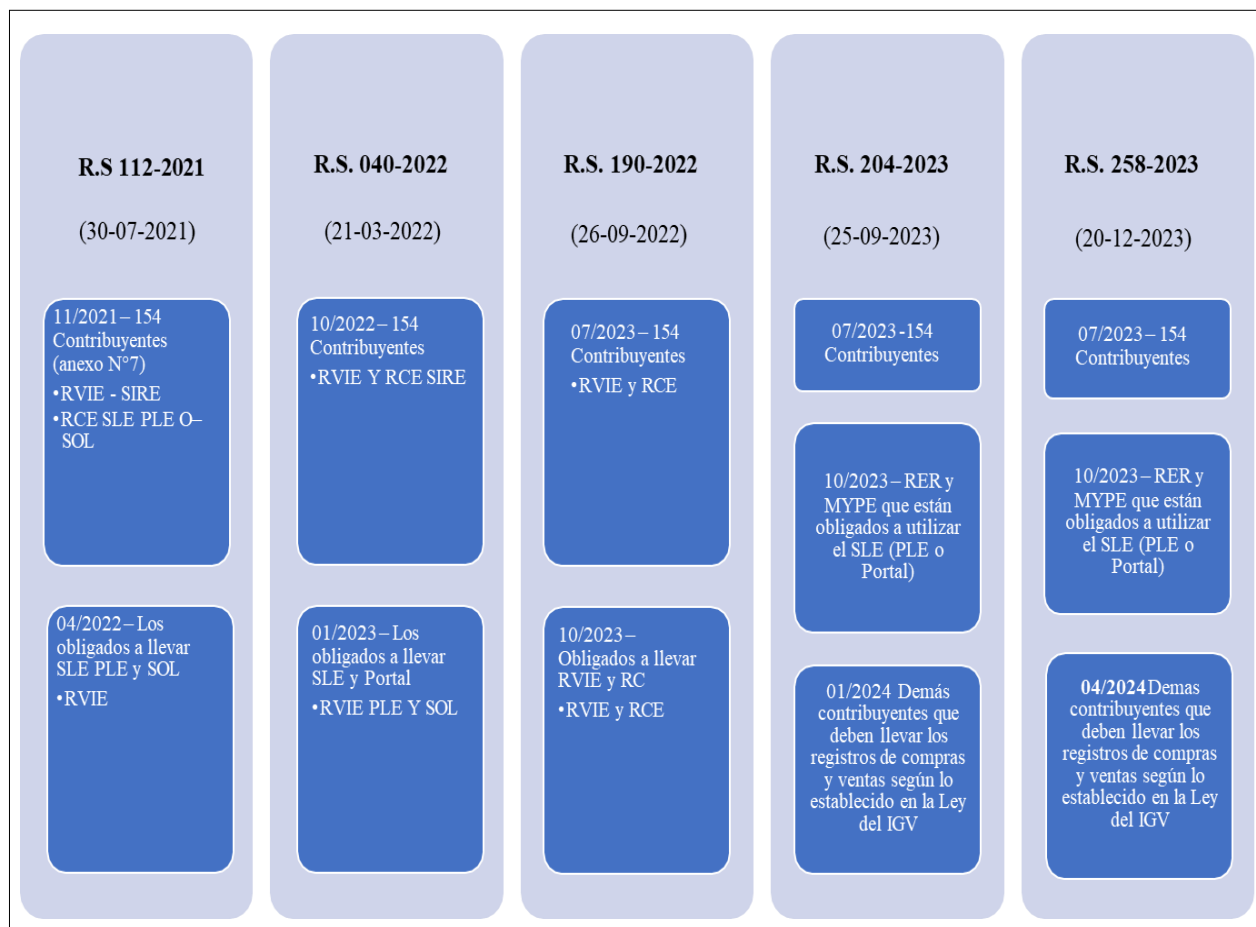 R.S 112-2021
(30-07-2021)
11/2021 – 154
Contribuyentes
(anexo N°7)
•RVIE - SIRE
•RCE SLE PLE O–
SOL
04/2022 – Los
obligados a llevar
SLE PLE y SOL
•RVIE
R.S. 040-2022
(21-03-2022)
10/2022 – 154
Contribuyentes
•RVIE Y RCE SIRE
01/2023 – Los
obligados a llevar
SLE y Portal
•RVIE PLE Y SOL
R.S. 190-2022
(26-09-2022)
07/2023 – 154
Contribuyentes
•RVIE y RCE
10/2023 –
Obligados a llevar
RVIE y RC
•RVIE y RCE
R.S. 204-2023
(25-09-2023)
07/2023 -154
Contribuyentes
10/2023 – RER y
MYPE que están
obligados a utilizar
el SLE (PLE o
Portal)
01/2024 Demás
contribuyentes que
deben llevar los
registros de compras
y ventas según lo
establecido en la Ley
del IGV
R.S. 258-2023
(20-12-2023)
07/2023 – 154
Contribuyentes
10/2023 – RER y
MYPE que están
obligados a utilizar
el SLE (PLE o
Portal)
04/2024 Demas
contribuyentes que
deben llevar los
registros de compras
y ventas según lo
establecido en la Ley
del IGV